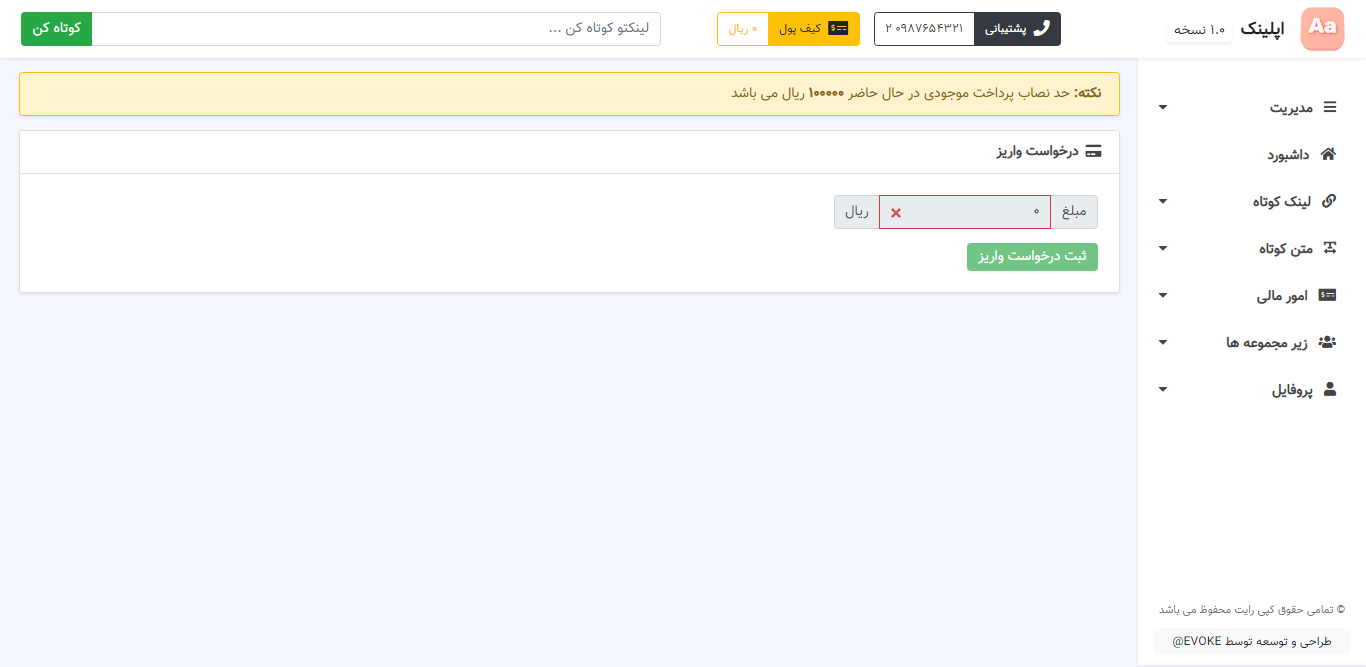 Aa
اپلینک
۱.۰ نسخه
پشتیبانی
۰۹۸۷۶۵۴۳۲۱ ۲
کیف پول
۰ ریال
لینکتو کوتاه کن ...
کوتاه کن
مدیریت
داشبورد
لینک کوتاه
متن کوتاه
امور مالی
زیر مجموعه ها
پروفایل
© تمامی حقوق کپی رایت محفوظ می باشد
طراحی و توسعه توسط EVOKE@
نکته: حد نصاب پرداخت موجودی در حال حاضر ۱۰۰۰۰۰ ریال می باشد
درخواست واریز
مبلغ
۰
ریال
ثبت درخواست واریز